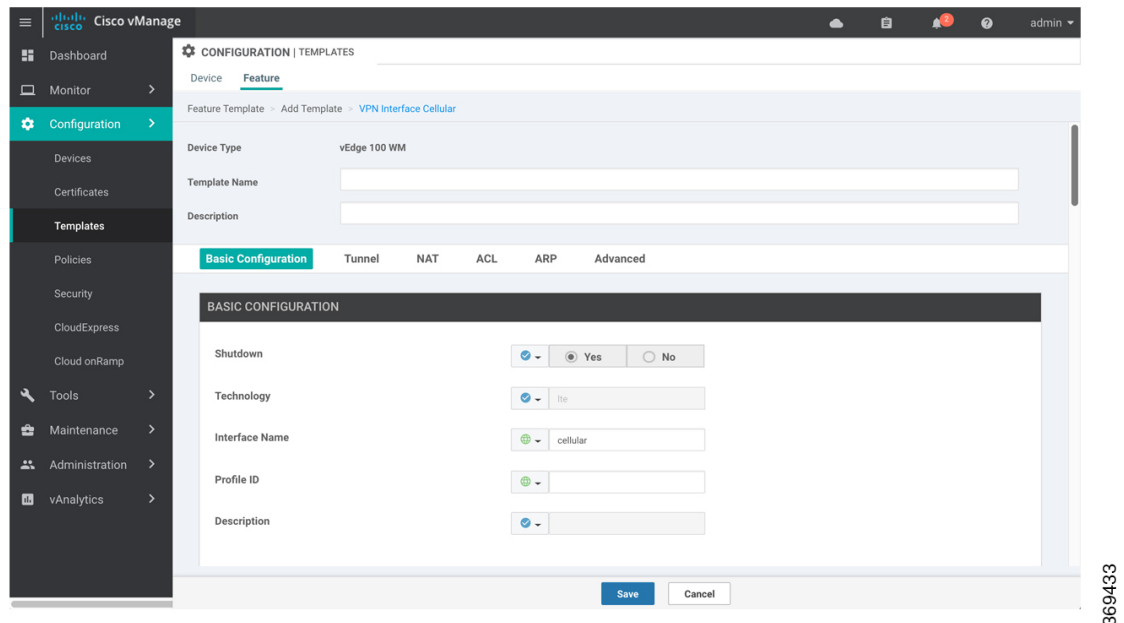 cisco Cisco vManage
2
admin
Dashboard
Monitor
Configuration
Devices
Certificates
Templates
Policies
Security
CloudExpress
Cloud onRamp
Tools
Maintenance
Administration
vAnalytics
CONFIGURATION | TEMPLATES
Device Feature
Feature Template > Add Template > VPN Interface Cellular
Device Type vEdge 100 WM
Template Name
Description
Basic Configuration Tunnel NAT ACL ARP Advanced
BASIC CONFIGURATION
Shutdown Yes No
Technology lte
Interface Name cellular
Profile ID
Description
Save Cancel
369433